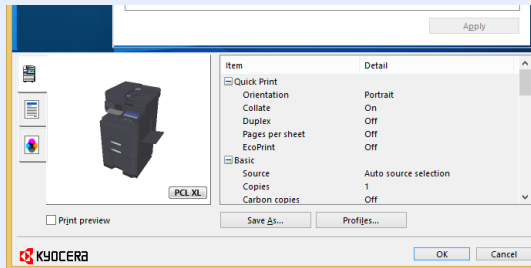 Apply
Item Detail
Quick Print
Orientation Portrait
Collate On
Duplex Off
Pages per sheet Off
EcoPrint Off
Basic
Source Auto source selection
Copies 1
Carbon copies Off
PCL XL
Print preview Save As... Profiles...
KYOCERA OK Cancel